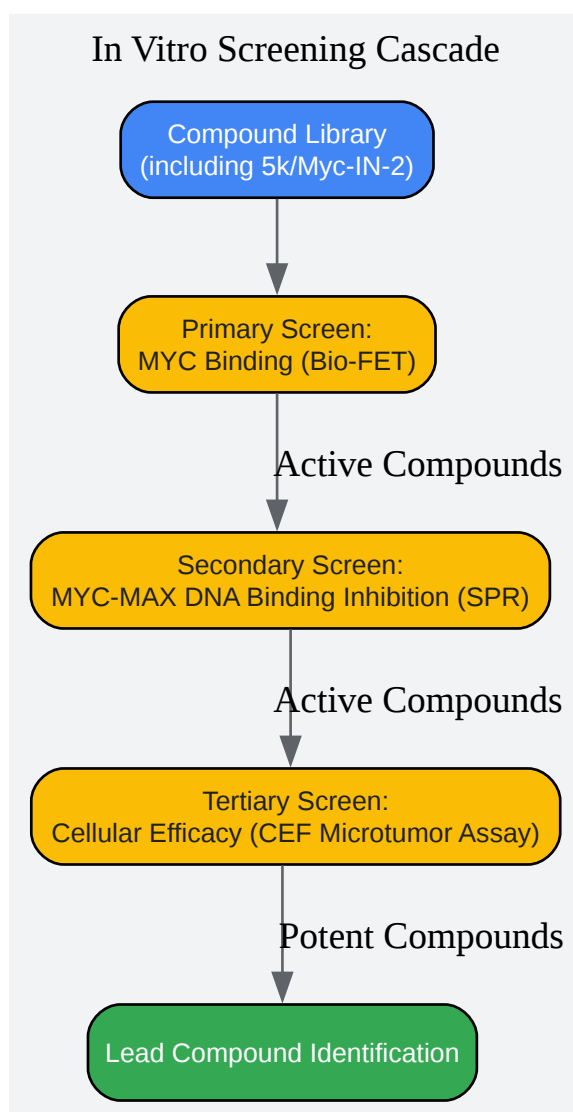 In Vitro Screening Cascade
Compound Library
(including 5k/Myc-IN-2)
Primary Screen:
MYC Binding (Bio-FET)
Active Compounds
Secondary Screen:
MYC-MAX DNA Binding Inhibition (SPR)
Active Compounds
Tertiary Screen:
Cellular Efficacy (CEF Microtumor Assay)
Potent Compounds
Lead Compound Identification